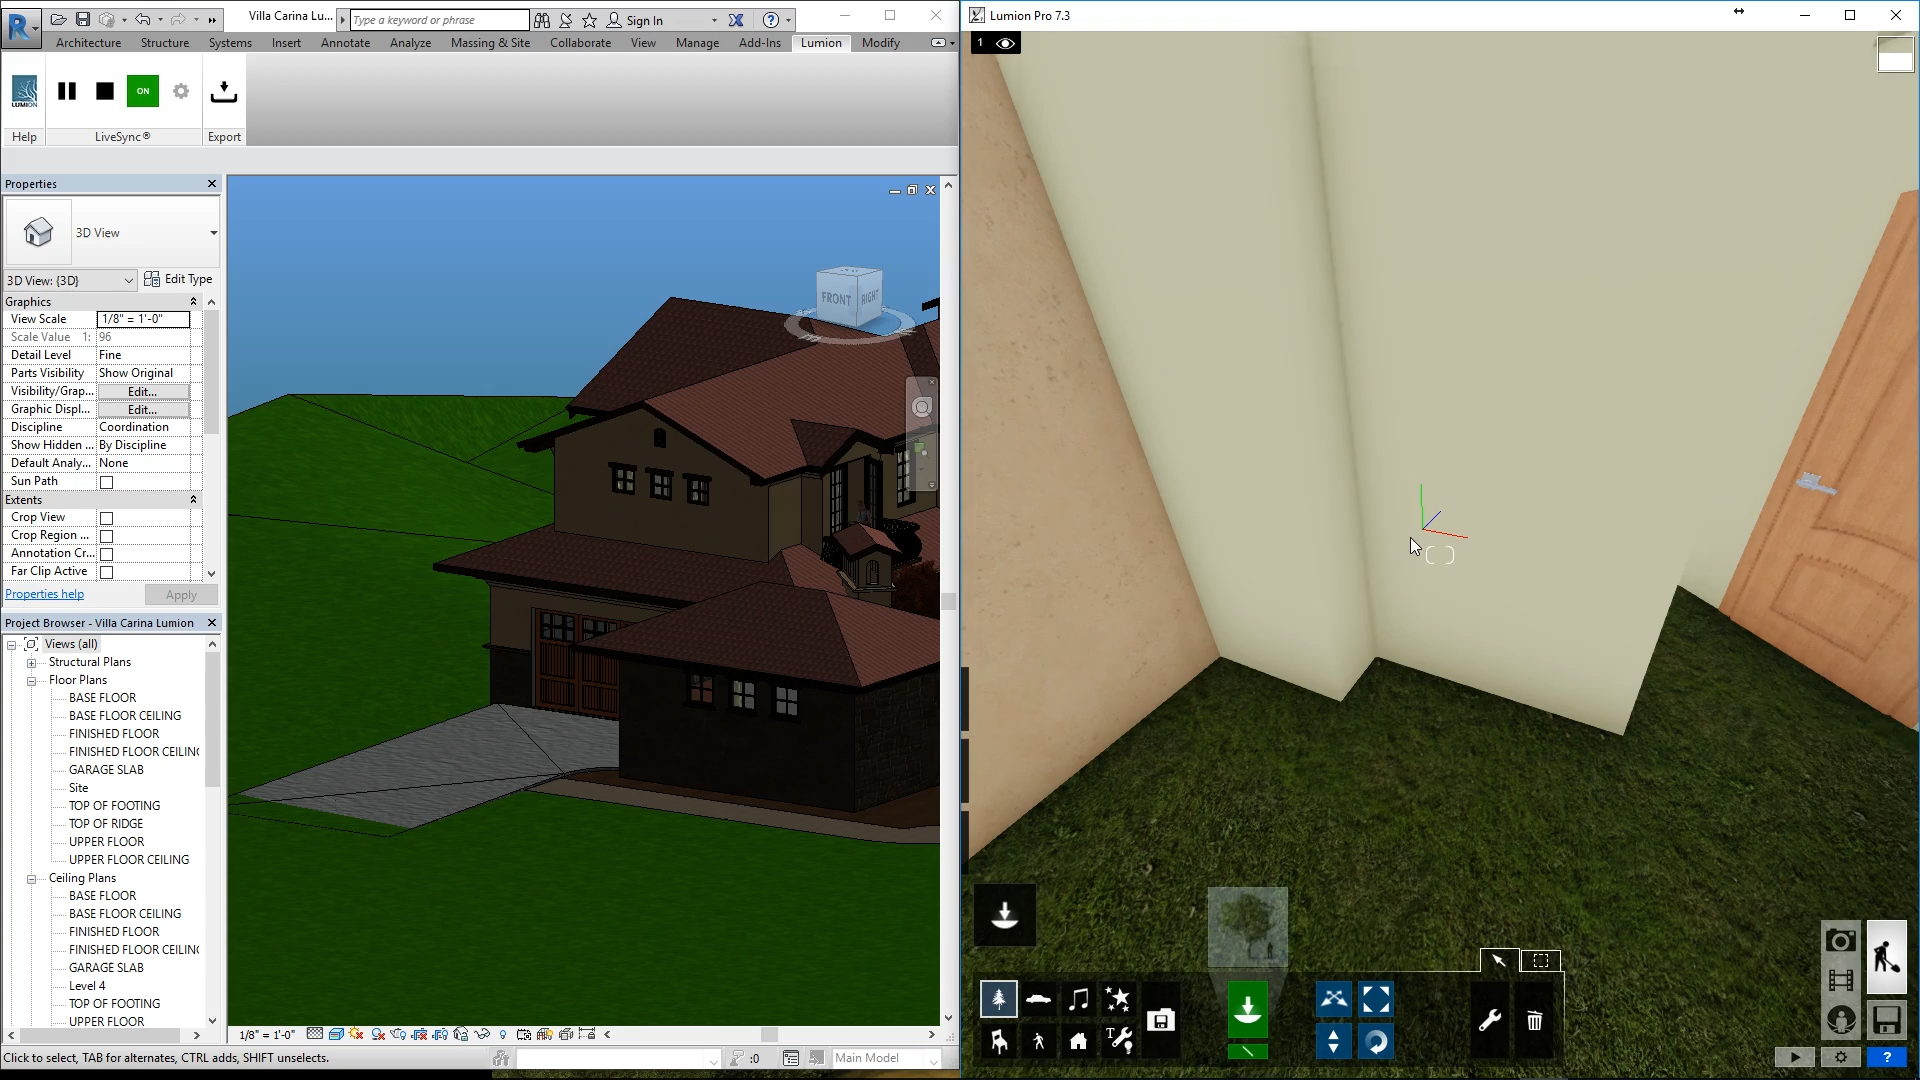 Villa Carina Lu...
Type a keyword or phrase
Sign In
Architecture Structure Systems Insert Annotate Analyze Massing & Site Collaborate View Manage Add-Ins Lumion Modify
LUMION
ON
Help LiveSync® Export
Properties
3D View
3D View: {3D} Edit Type
Graphics
View Scale 1/8" = 1'-0"
Scale Value 1: 96
Detail Level Fine
Parts Visibility Show Original
Visibility/Grap... Edit...
Graphic Displ... Edit...
Discipline Coordination
Show Hidden ... By Discipline
Default Analy... None
Sun Path
Extents
Crop View
Crop Region ...
Annotation Cr...
Far Clip Active
Properties help Apply
Project Browser - Villa Carina Lumion
Views (all)
Structural Plans
Floor Plans
BASE FLOOR
BASE FLOOR CEILING
FINISHED FLOOR
FINISHED FLOOR CEILING
GARAGE SLAB
Site
TOP OF FOOTING
TOP OF RIDGE
UPPER FLOOR
UPPER FLOOR CEILING
Ceiling Plans
BASE FLOOR
BASE FLOOR CEILING
FINISHED FLOOR
FINISHED FLOOR CEILING
GARAGE SLAB
Level 4
TOP OF FOOTING
UPPER FLOOR
FRONT RIGHT
1/8" = 1'-0"
Click to select, TAB for alternates, CTRL adds, SHIFT unselects.
:0
Main Model
Lumion Pro 7.3
1
?